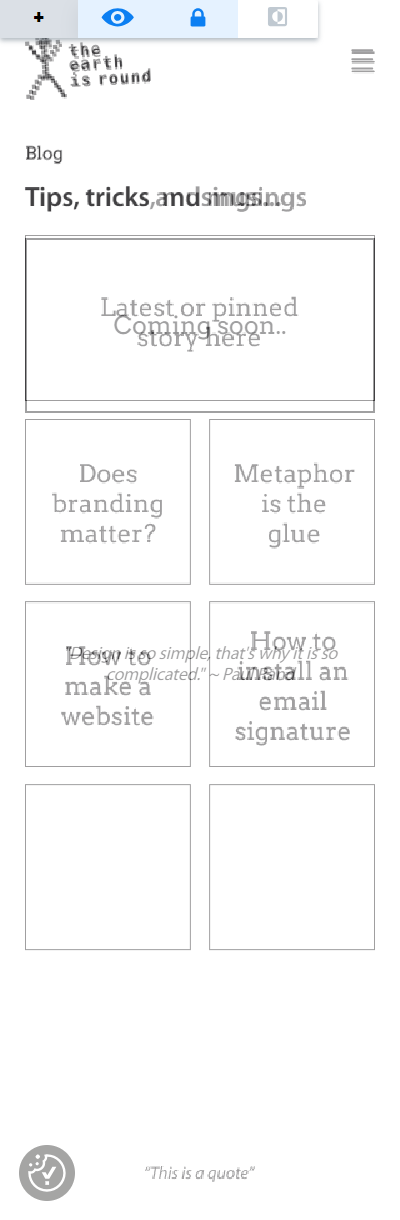 the
earth
is round
Blog
Tips, tricks, and musings
Latest or pinned
Coming soon..
story here
Does
branding
matter?
Metaphor
is the
glue
How to
make a
website
How to
install an
email
signature
"Design is so simple, that's why it is so
complicated." ~ Paul Rand
"This is a quote"